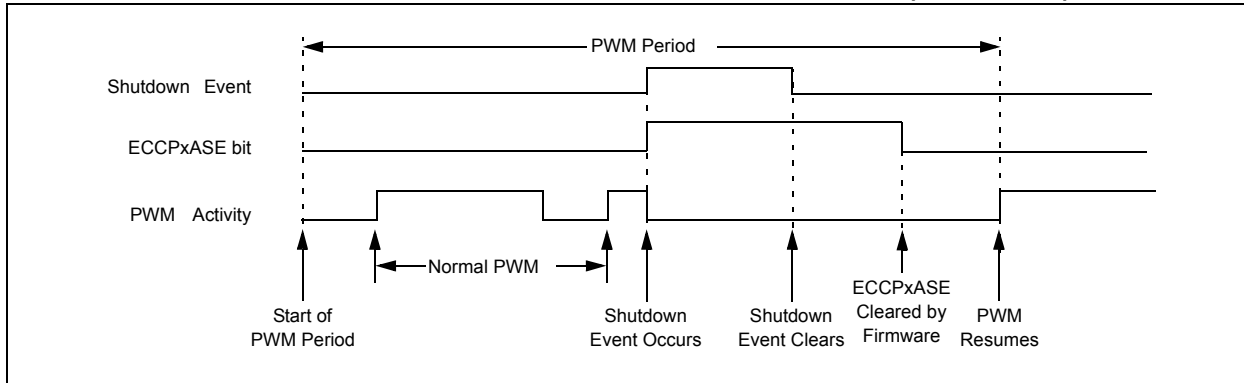 PWM Period
Shutdown Event
ECCPxASE bit
PWM Activity
Normal PWM
Start of
PWM Period
Shutdown
Event Occurs
Shutdown
Event Clears
ECCPxASE
Cleared by
Firmware
PWM
Resumes